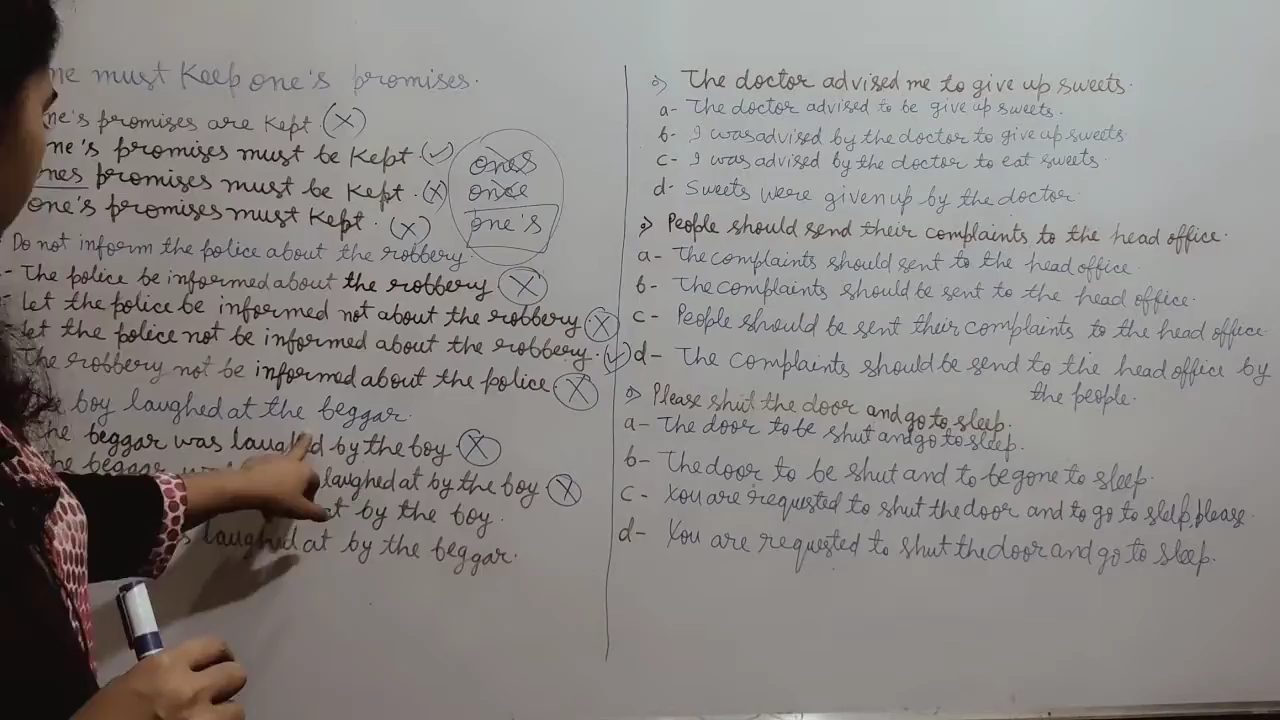 must Keep one's promises.
promises are Kept. (X)
promises must be Kept. (✓)
promises must be Kept. (X)
one's promises must Kept. (X)
ones
once
one's
Do not inform the police about the robbery.
The police be informed about the robbery (X)
let the police be informed not about the robbery (X)
let the police not be informed about the robbery. (✓)
The robbery not be informed about the police. (X)
boy laughed at the beggar.
beggar was laughed by the boy (X)
laughed at by the boy (X)
at by the boy.
laughed at by the beggar.
The doctor advised me to give up sweets.
a- The doctor advised to be give up sweets.
b- I was advised by the doctor to give up sweets
c- I was advised by the doctor to eat sweets.
d- Sweets were given up by the doctor.
People should send their complaints to the head office.
a- The complaints should sent to the head office.
b- The complaints should be sent to the head office.
c- People should be sent their complaints to the head office.
d- The complaints should be send to the head office by
the people.
Please shut the door and go to sleep.
a- The door to be shut and go to sleep.
b- The door to be shut and to be gone to sleep.
c- You are requested to shut the door and to go to sleep, please.
d- You are requested to shut the door and go to sleep.